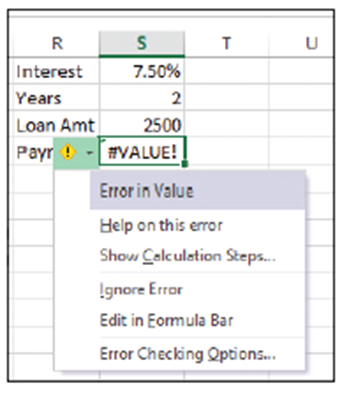 R S T U
Interest 7.50%
Years 2
Loan Amt 2500
Payr #VALUE!
Error in Value
Help on this error
Show Calculation Steps...
Ignore Error
Edit in Formula Bar
Error Checking Options...